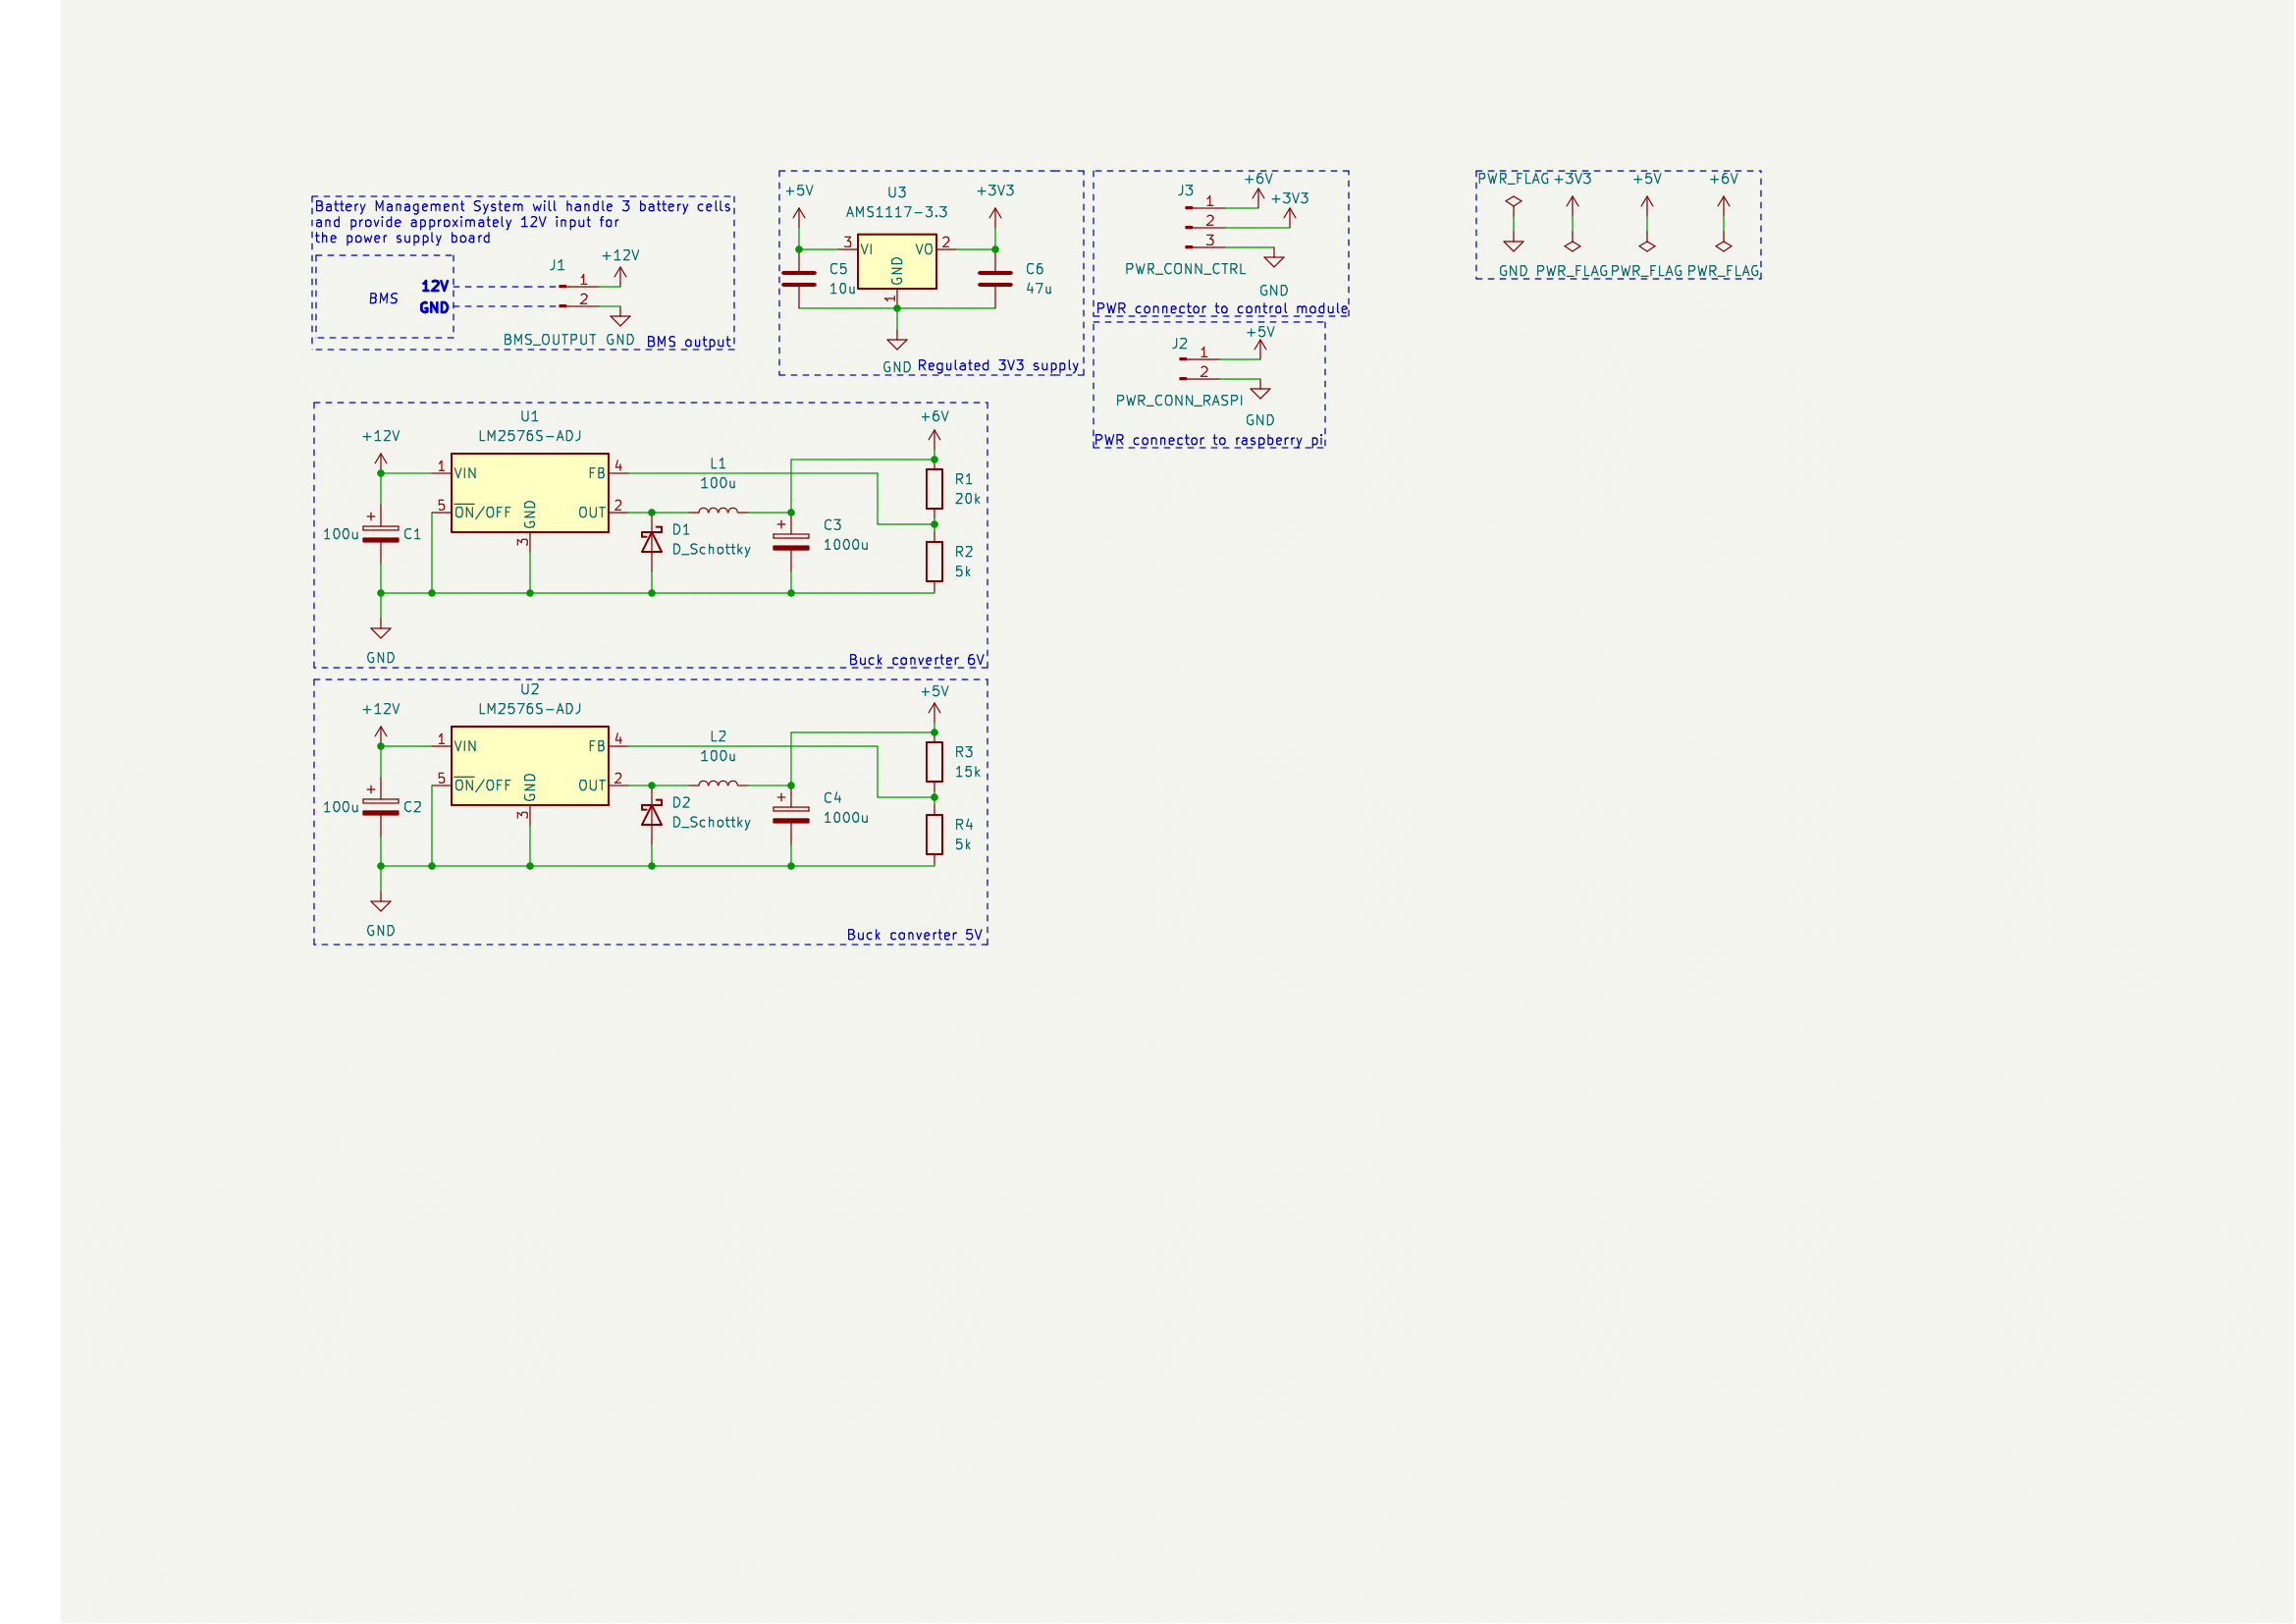 Battery Management System will handle 3 battery cells
and provide approximately 12V input for
the power supply board
BMS
12V
GND
J1
1
2
+12V
BMS_OUTPUT
GND
BMS output
+5V
U3
AMS1117-3.3
+3V3
3
VI
VO
2
GND
1
C5
10u
C6
47u
GND
Regulated 3V3 supply
J3
+6V
+3V3
1
2
3
PWR_CONN_CTRL
GND
PWR connector to control module
J2
+5V
1
2
PWR_CONN_RASPI
GND
PWR connector to raspberry pi
PWR_FLAG
+3V3
+5V
+6V
GND
PWR_FLAG
PWR_FLAG
PWR_FLAG
U1
LM2576S-ADJ
+12V
+6V
1
VIN
FB
4
5
ON/OFF
GND
OUT
2
3
L1
100u
R1
20k
+
100u
C1
D1
D_Schottky
+
C3
1000u
R2
5k
GND
Buck converter 6V
U2
LM2576S-ADJ
+12V
+5V
1
VIN
FB
4
5
ON/OFF
GND
OUT
2
3
L2
100u
R3
15k
+
100u
C2
D2
D_Schottky
+
C4
1000u
R4
5k
GND
Buck converter 5V